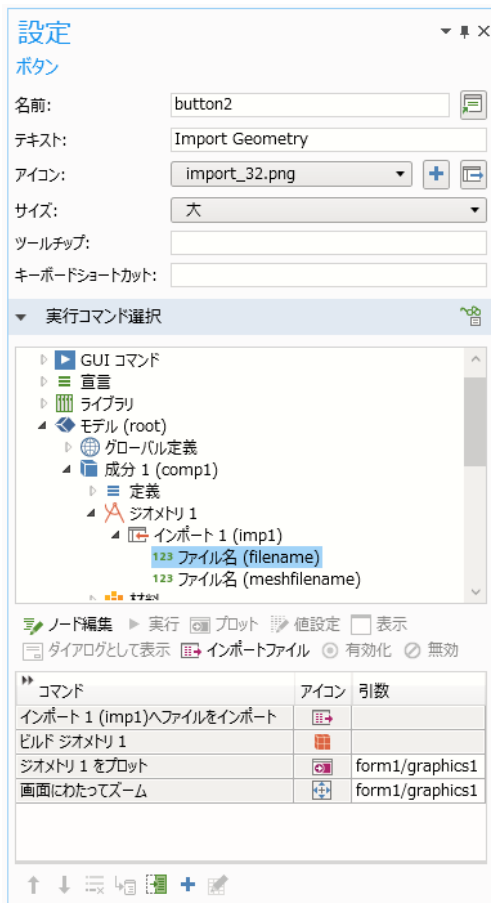 設定
ボタン
名前: button2
テキスト: Import Geometry
アイコン: import_32.png
サイズ: 大
ツールチップ:
キーボードショートカット:
実行コマンド選択
GUI コマンド
宣言
ライブラリ
モデル (root)
グローバル定義
成分 1 (comp1)
定義
ジオメトリ 1
インポート 1 (imp1)
123 ファイル名 (filename)
123 ファイル名 (meshfilename)
ノード編集 実行 プロット 値設定 表示
ダイアログとして表示 インポートファイル 有効化 無効
コマンド アイコン 引数
インポート 1 (imp1)へファイルをインポート
ビルド ジオメトリ 1
ジオメトリ 1 をプロット form1/graphics1
画面にわたってズーム form1/graphics1